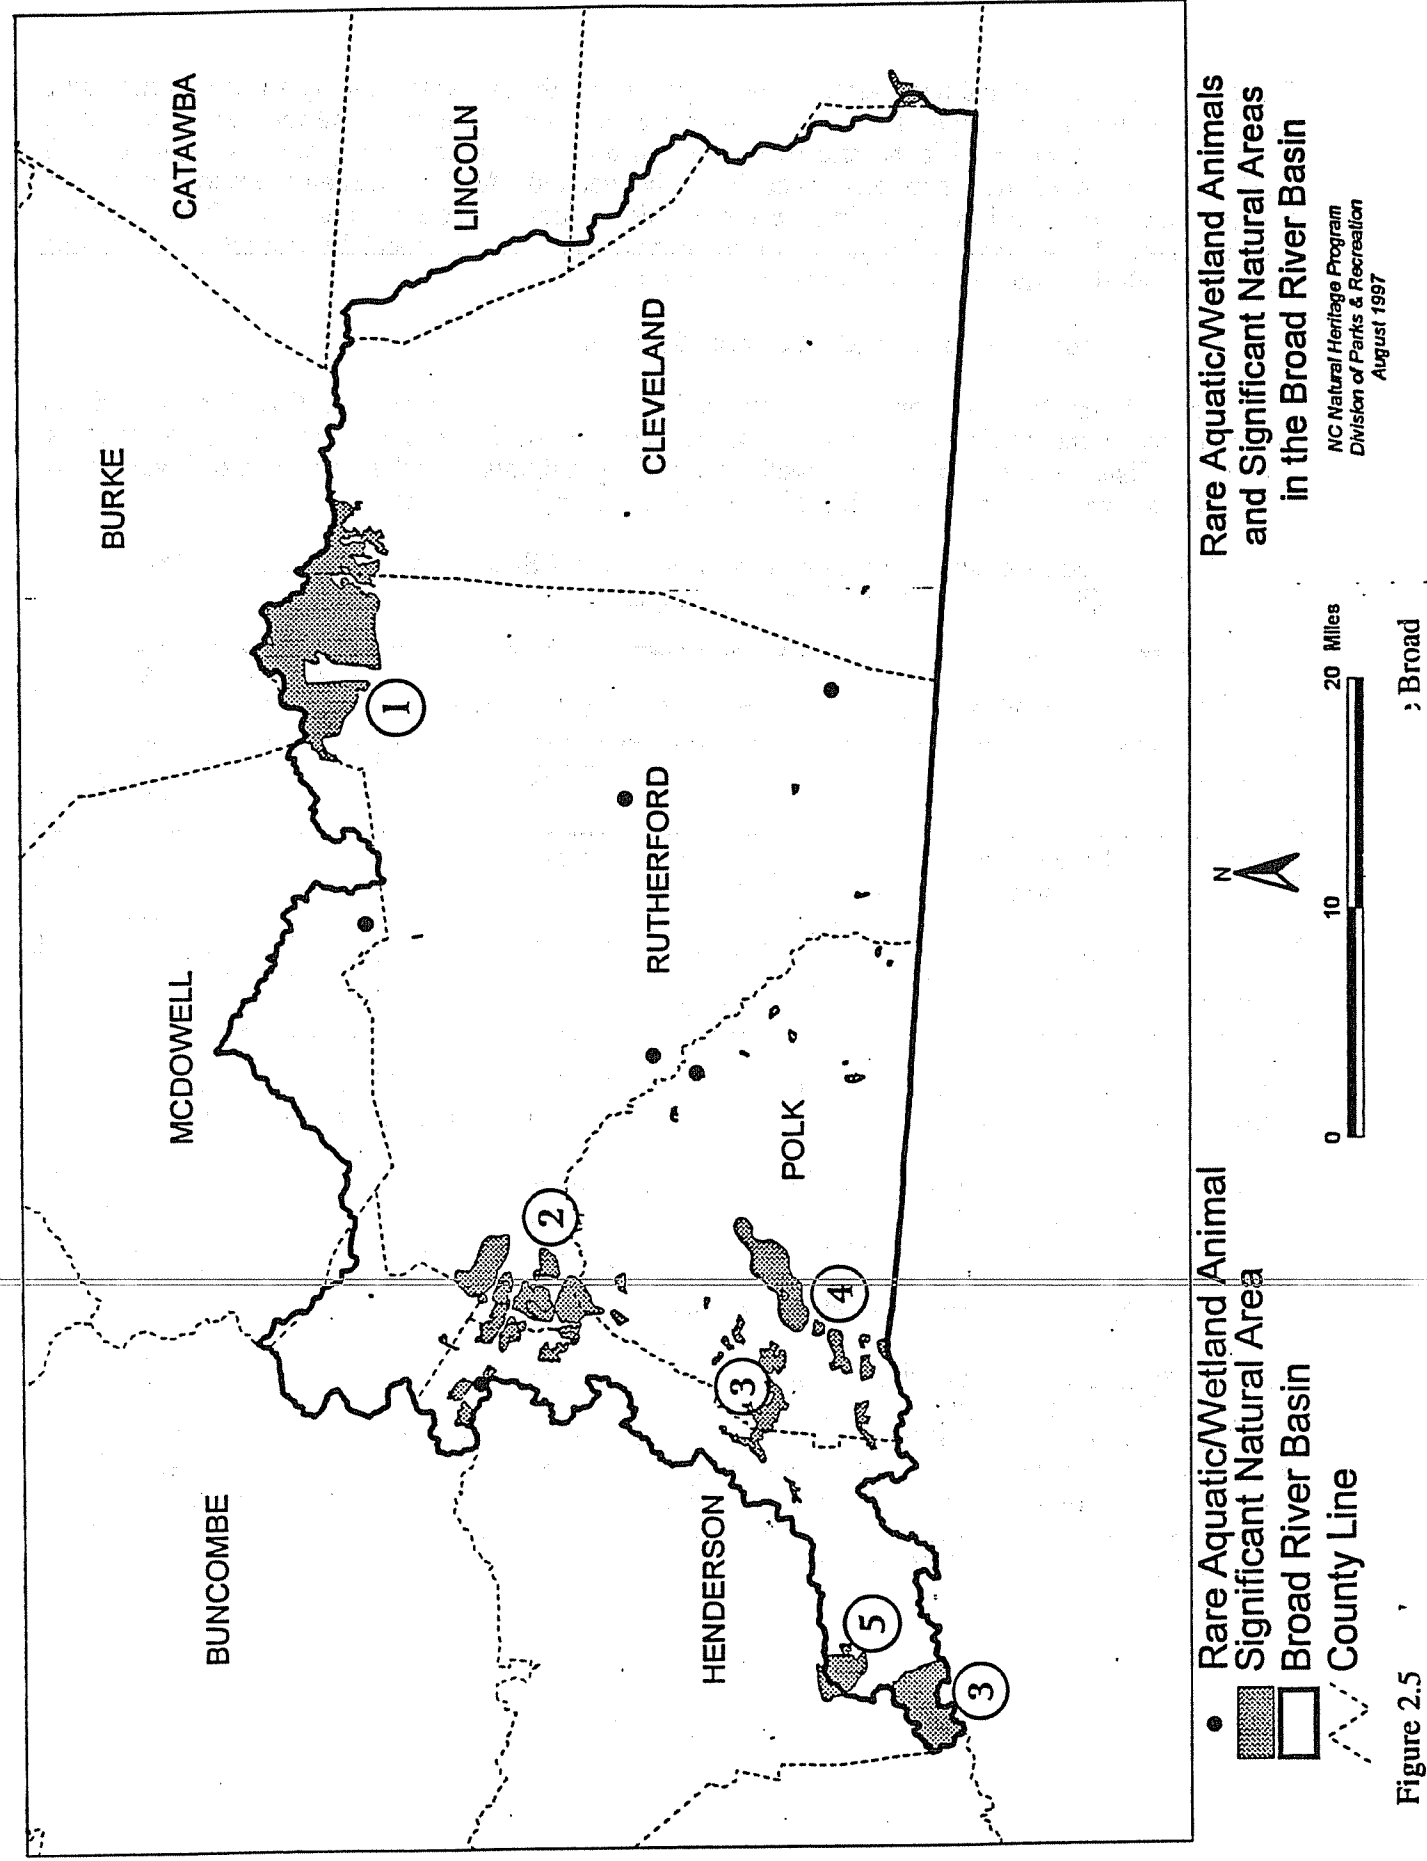 CATAWBA
BURKE
LINCOLN
MCDOWELL
CLEVELAND
BUNCOMBE
RUTHERFORD
HENDERSON
POLK
1
2
3
4
5
3
Rare Aquatic/Wetland Animal
Significant Natural Area
Broad River Basin
County Line
N
0 10 20 Miles
Rare Aquatic/Wetland Animals
and Significant Natural Areas
in the Broad River Basin
NC Natural Heritage Program
Division of Parks & Recreation
August 1997
Figure 2.5
Broad